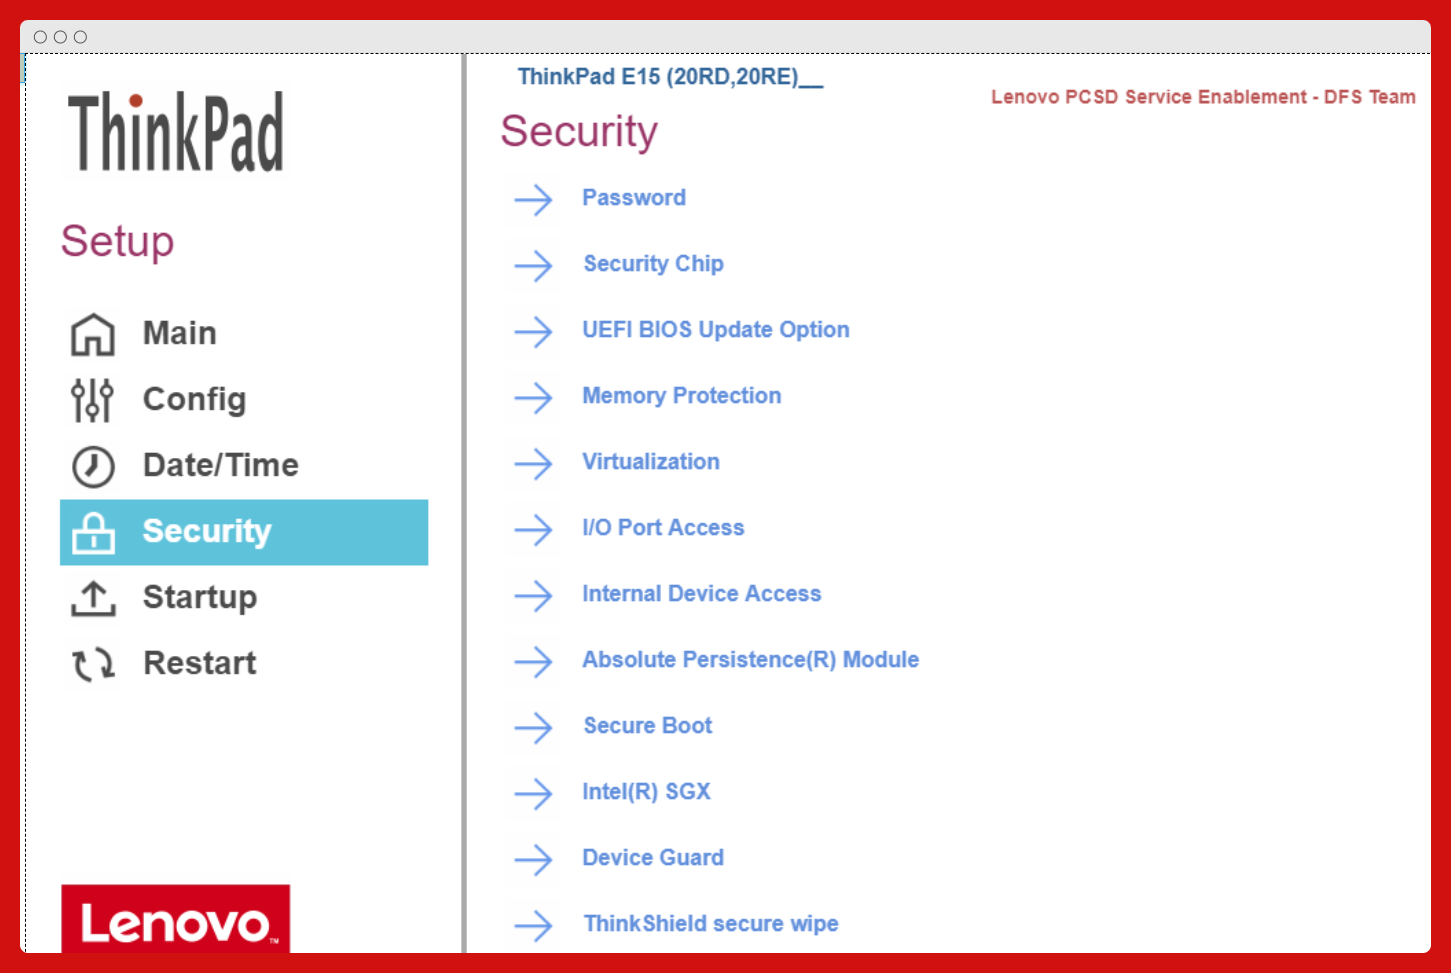 ThinkPad
Setup
Main
Config
Date/Time
Security
Startup
Restart
Lenovo™
ThinkPad E15 (20RD,20RE)__
Lenovo PCSD Service Enablement - DFS Team
Security
Password
Security Chip
UEFI BIOS Update Option
Memory Protection
Virtualization
I/O Port Access
Internal Device Access
Absolute Persistence(R) Module
Secure Boot
Intel(R) SGX
Device Guard
ThinkShield secure wipe